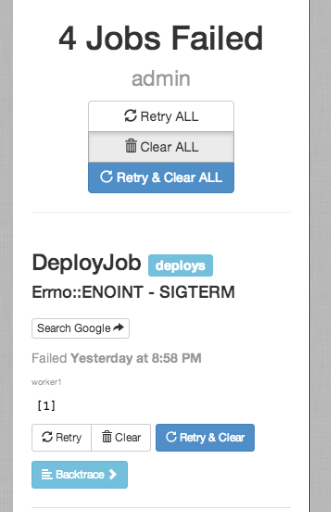 4 Jobs Failed
admin
Retry ALL
Clear ALL
Retry & Clear ALL
DeployJob deploys
Errno::ENOINT - SIGTERM
Search Google
Failed Yesterday at 8:58 PM
worker1
[1]
Retry Clear Retry & Clear
Backtrace